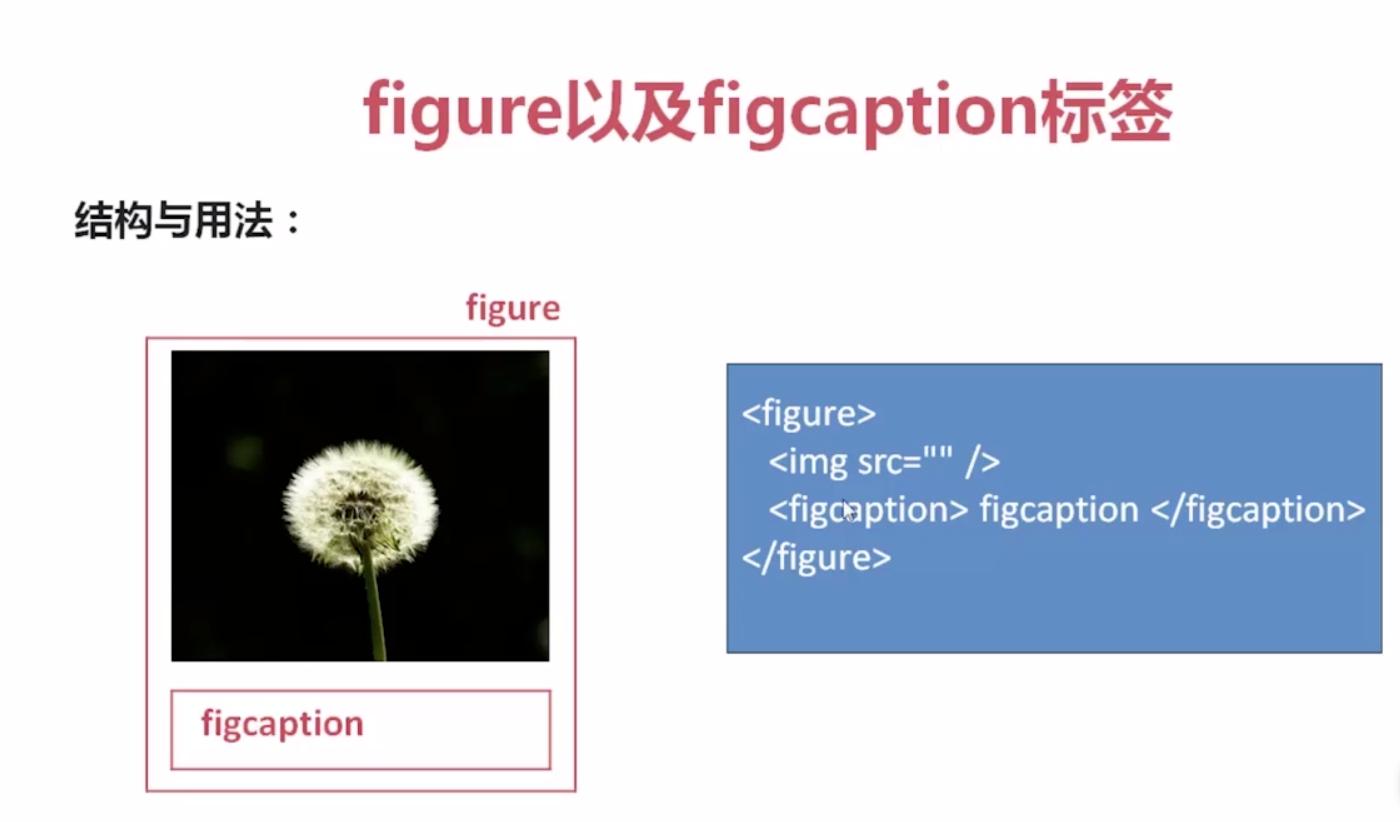 figure以及figcaption标签
结构与用法：
figure
figcaption
<figure>
<img src="" />
<figcaption> figcaption </figcaption>
</figure>